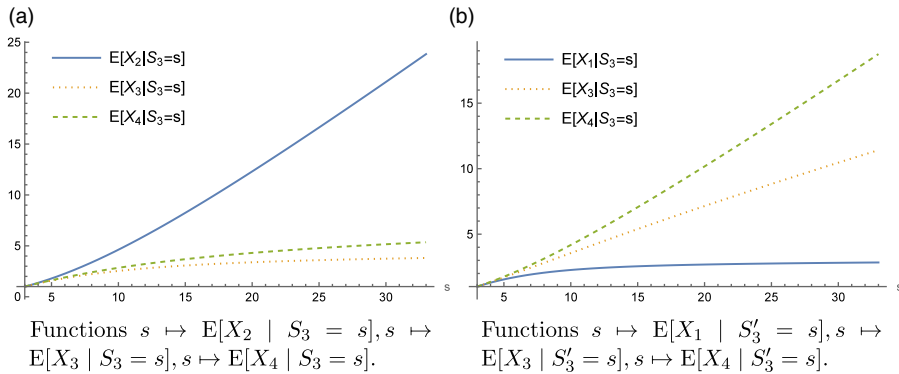 (a)
25
20
15
10
5
0
5
10
15
20
25
30
s
E[X₂|S₃=s]
E[X₃|S₃=s]
E[X₄|S₃=s]
Functions s ↦ E[X₂ | S₃ = s], s ↦
E[X₃ | S₃ = s], s ↦ E[X₄ | S₃ = s].
(b)
15
10
5
5
10
15
20
25
30
s
E[X₁|S₃=s]
E[X₃|S₃=s]
E[X₄|S₃=s]
Functions s ↦ E[X₁ | S′₃ = s], s ↦
E[X₃ | S′₃ = s], s ↦ E[X₄ | S′₃ = s].